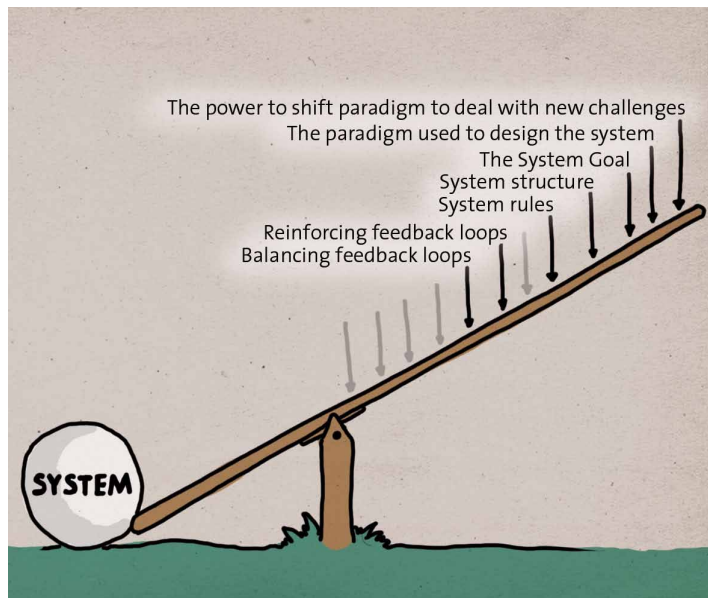 The power to shift paradigm to deal with new challenges
The paradigm used to design the system
The System Goal
System structure
System rules
Reinforcing feedback loops
Balancing feedback loops
SYSTEM